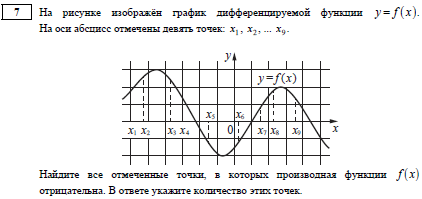 7 На рисунке изображён график дифференцируемой функции y = f(x).
На оси абсцисс отмечены девять точек: x₁, x₂, ... x₉.
y
y=f(x)
x₅ x₆
x₁ x₂ x₃ x₄ 0 x₇ x₈ x₉ x
Найдите все отмеченные точки, в которых производная функции f(x)
отрицательна. В ответе укажите количество этих точек.